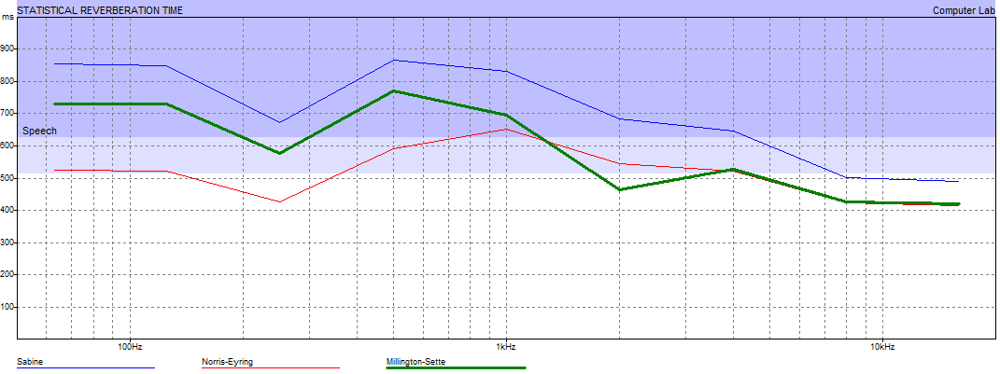 STATISTICAL REVERBERATION TIME Computer Lab
ms
900
800
700
Speech
600
500
400
300
200
100
100Hz 1kHz 10kHz
Sabine Norris-Eyring Millington-Sette